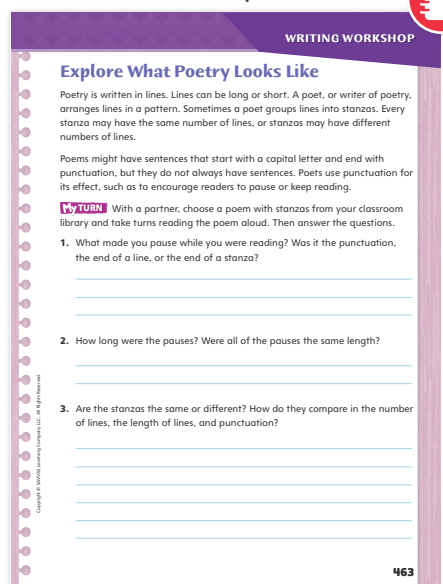 WRITING WORKSHOP
Explore What Poetry Looks Like
Poetry is written in lines. Lines can be long or short. A poet, or writer of poetry,
arranges lines in a pattern. Sometimes a poet groups lines into stanzas. Every
stanza may have the same number of lines, or stanzas may have different
numbers of lines.
Poems might have sentences that start with a capital letter and end with
punctuation, but they do not always have sentences. Poets use punctuation for
its effect, such as to encourage readers to pause or keep reading.
My TURN With a partner, choose a poem with stanzas from your classroom
library and take turns reading the poem aloud. Then answer the questions.
1. What made you pause while you were reading? Was it the punctuation,
the end of a line, or the end of a stanza?
2. How long were the pauses? Were all of the pauses the same length?
3. Are the stanzas the same or different? How do they compare in the number
of lines, the length of lines, and punctuation?
Copyright © SAVVAS Learning Company LLC. All Rights Reserved.
463